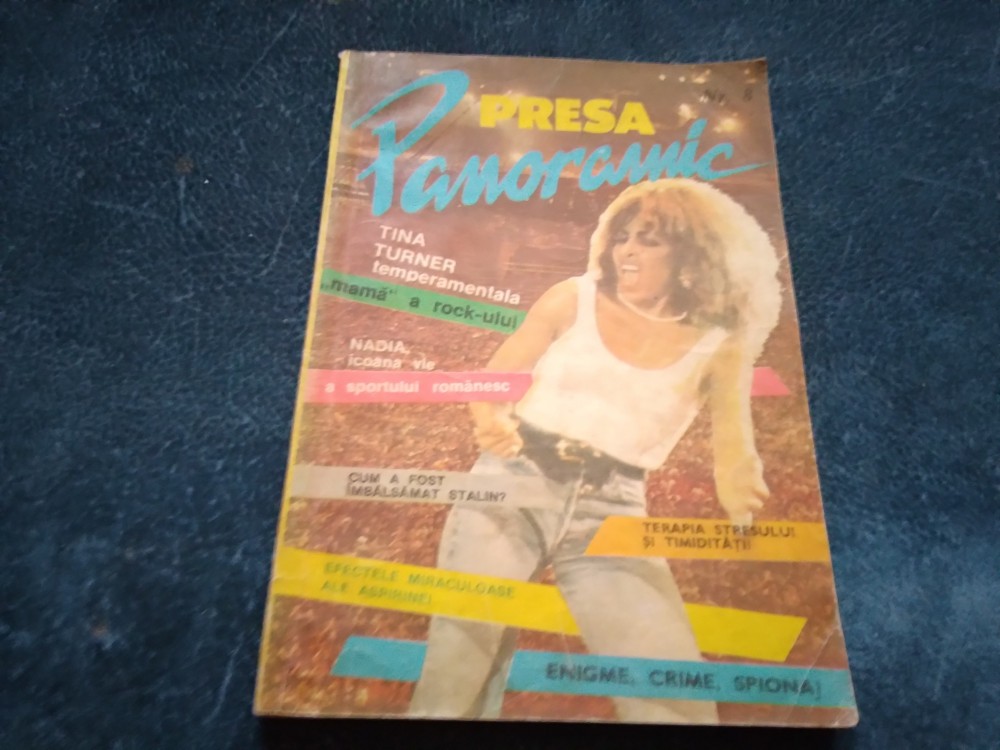 Nr. 8
PRESA
Panoramic
TINA
TURNER
temperamentala
„mamă” a rock-ului
NADIA,
icoana vie
a sportului românesc
CUM A FOST
ÎMBĂLSĂMAT STALIN?
TERAPIA STRESULUI
ȘI TIMIDITĂȚII
EFECTELE MIRACULOASE
ALE ASPIRINEI
ENIGME, CRIME, SPIONAJ